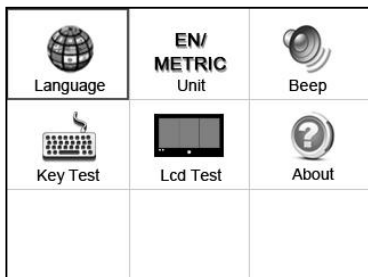 EN/
METRIC
Language
Unit
Beep
Key Test
Lcd Test
About